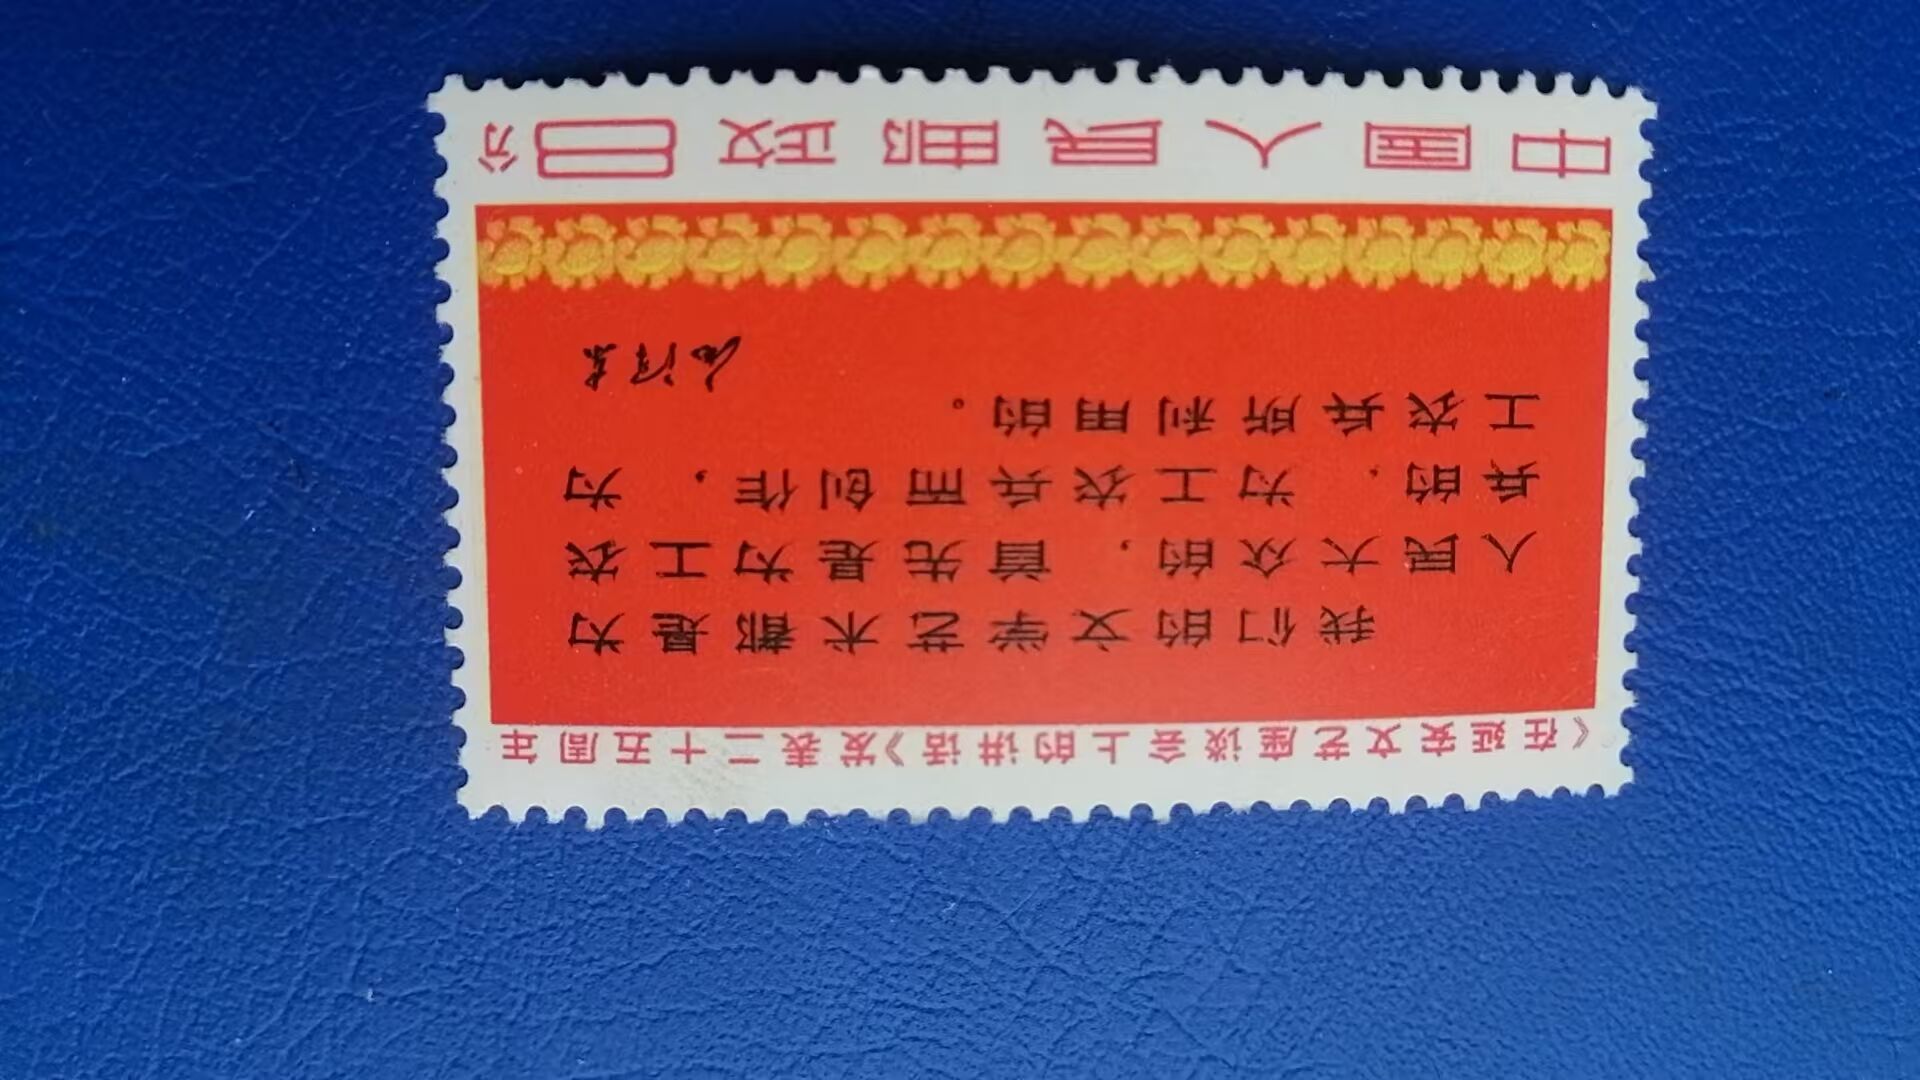 《在延安文艺座谈会上的讲话》发表二十五周年
我们的文学艺术都是为
人民大众的，首先是为工农
兵的，为工农兵而创作，为
工农兵所利用的。
毛泽东
中国人民邮政8分